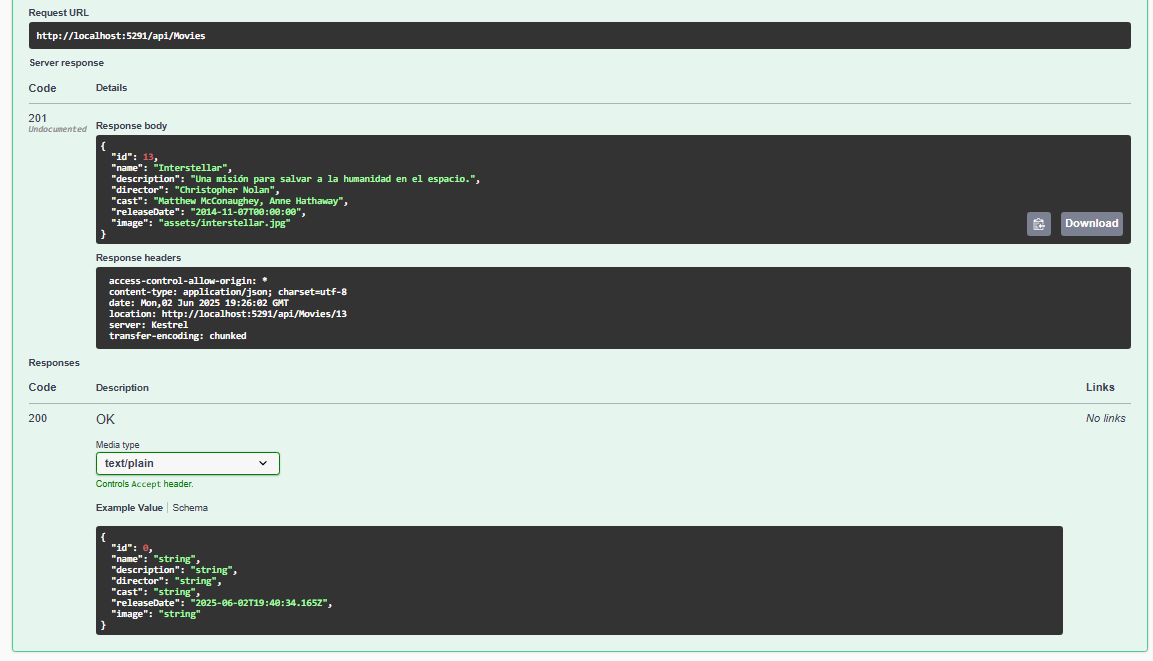 Request URL
http://localhost:5291/api/Movies
Server response
Code Details
201
Undocumented
Response body
{
  "id": 13,
  "name": "Interstellar",
  "description": "Una misión para salvar a la humanidad en el espacio.",
  "director": "Christopher Nolan",
  "cast": "Matthew McConaughey, Anne Hathaway",
  "releaseDate": "2014-11-07T00:00:00",
  "image": "assets/interstellar.jpg"
}
Download
Response headers
access-control-allow-origin: *
content-type: application/json; charset=utf-8
date: Mon,02 Jun 2025 19:26:02 GMT
location: http://localhost:5291/api/Movies/13
server: Kestrel
transfer-encoding: chunked
Responses
Code Description Links
200 OK No links
Media type
text/plain
Controls Accept header.
Example Value Schema
{
  "id": 0,
  "name": "string",
  "description": "string",
  "director": "string",
  "cast": "string",
  "releaseDate": "2025-06-02T19:40:34.165Z",
  "image": "string"
}